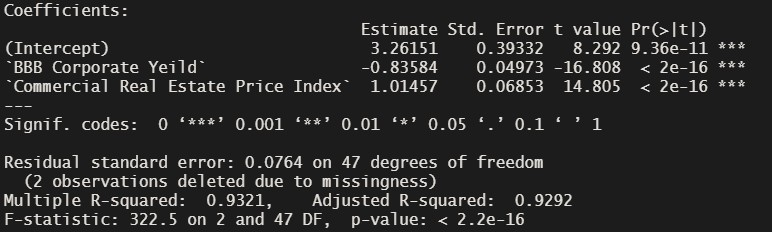 Coefficients:
Estimate Std. Error t value Pr(>|t|)
(Intercept) 3.26151 0.39332 8.292 9.36e-11 ***
`BBB Corporate Yeild` -0.83584 0.04973 -16.808 < 2e-16 ***
`Commercial Real Estate Price Index` 1.01457 0.06853 14.805 < 2e-16 ***
---
Signif. codes: 0 ‘***’ 0.001 ‘**’ 0.01 ‘*’ 0.05 ‘.’ 0.1 ‘ ’ 1
Residual standard error: 0.0764 on 47 degrees of freedom
(2 observations deleted due to missingness)
Multiple R-squared: 0.9321, Adjusted R-squared: 0.9292
F-statistic: 322.5 on 2 and 47 DF, p-value: < 2.2e-16